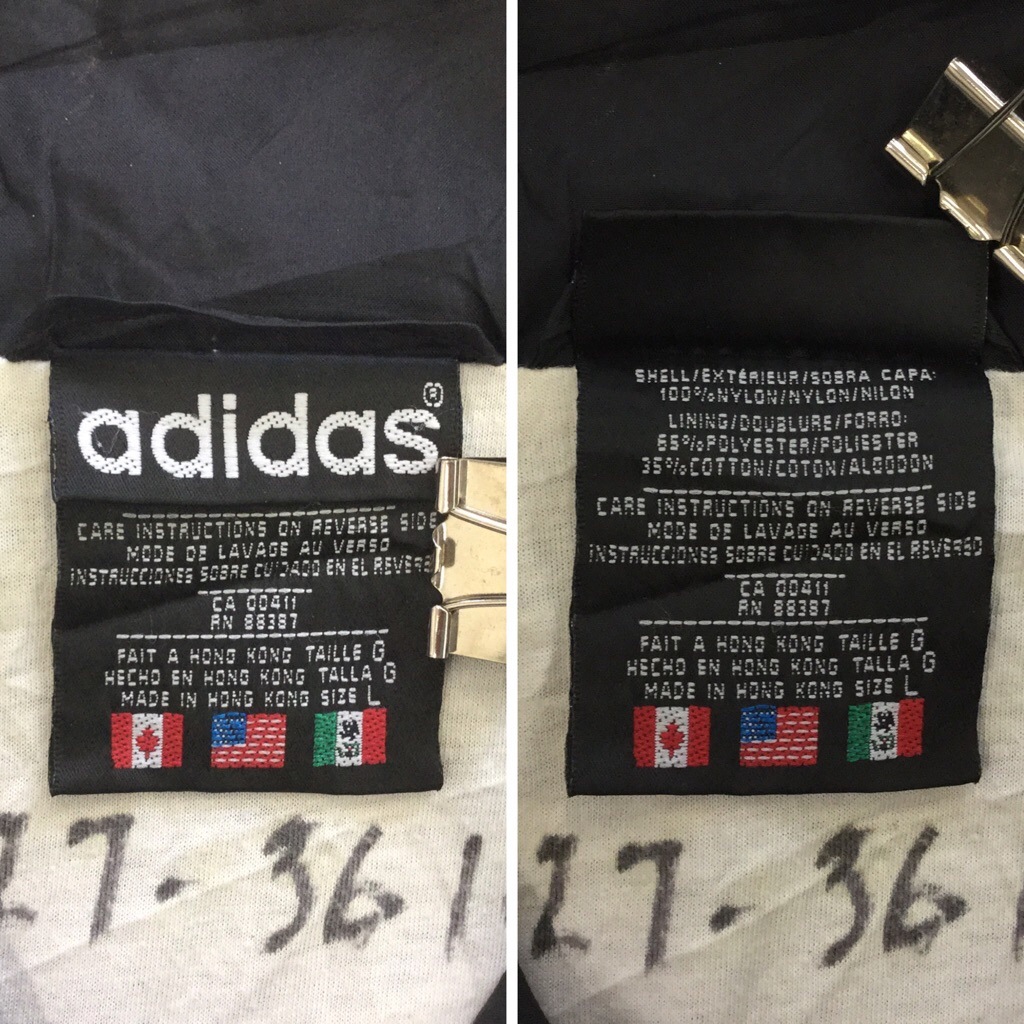 adidas®
CARE INSTRUCTIONS ON REVERSE SIDE
MODE DE LAVAGE AU VERSO
INSTRUCCIONES SOBRE CUIDADO EN EL REVERSO
CA 00411
RN 88387
FAIT A HONG KONG TAILLE G
HECHO EN HONG KONG TALLA G
MADE IN HONG KONG SIZE L
27-361
SHELL/EXTÉRIEUR/SOBRA CAPA:
100%NYLON/NYLON/NILON
LINING/DOUBLURE/FORRO:
65%POLYESTER/POLIESTER
35%COTTON/COTON/ALGODON
CARE INSTRUCTIONS ON REVERSE SIDE
MODE DE LAVAGE AU VERSO
INSTRUCCIONES SOBRE CUIDADO EN EL REVERSO
CA 00411
RN 88387
FAIT A HONG KONG TAILLE G
HECHO EN HONG KONG TALLA G
MADE IN HONG KONG SIZE L
27-361